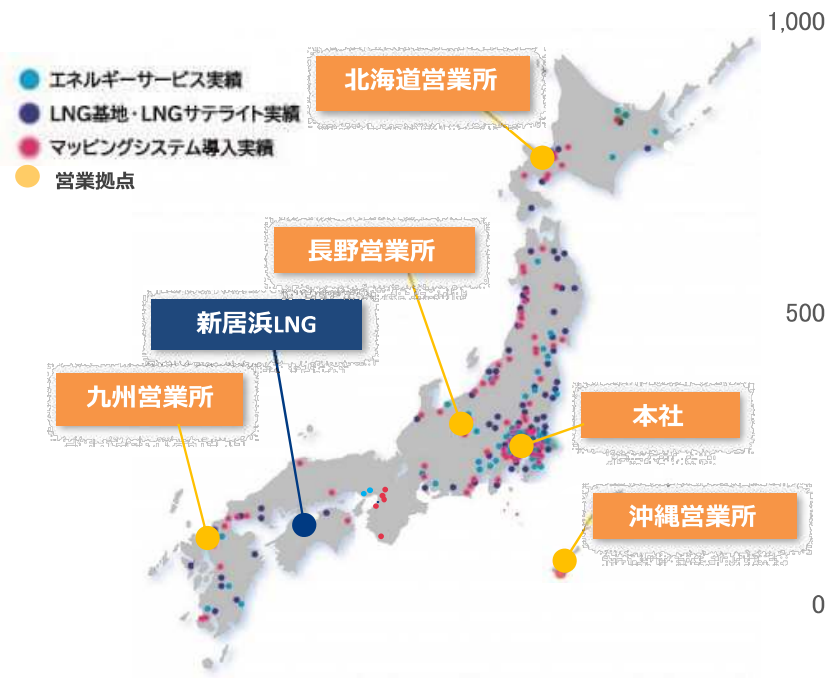 1,000
北海道営業所
エネルギーサービス実績
LNG基地・LNGサテライト実績
マッピングシステム導入実績
営業拠点
長野営業所
500
新居浜LNG
九州営業所
本社
沖縄営業所
0